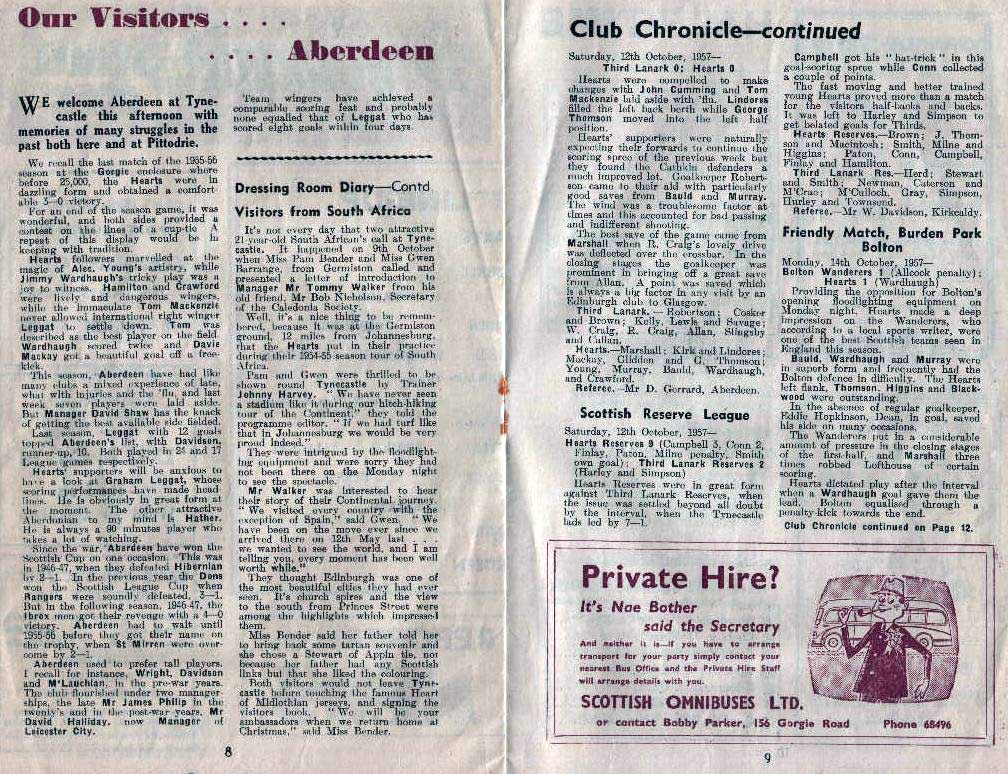 Our Visitors . . . .
. . . . Aberdeen
WE welcome Aberdeen at Tyne-
castle this afternoon with
memories of many struggles in the
past both here and at Pittodrie.
We recall the last match of the 1955-56
season at the Gorgie enclosure where
before 25,000, the Hearts were in
dazzling form and obtained a comfort-
able 3—0 victory.
For an end of the season game, it was
wonderful, and both sides provided a
contest on the lines of a cup-tie A
repeat of this display would be in
keeping with tradition.
Hearts followers marvelled at the
magic of Alec. Young's artistry, while
Jimmy Wardhaugh's tricky play was a
joy to witness. Hamilton and Crawford
were lively and dangerous wingers,
while the immaculate Tom Mackenzie
never allowed international right winger
Leggat to settle down. Tom was
described as the best player on the field.
Wardhaugh scored twice and Davie
Mackay got a beautiful goal off a free-
kick.
This season, Aberdeen have had like
many clubs a mixed experience of late,
what with injuries and the 'flu, and last
week seven players were laid aside.
But Manager David Shaw has the knack
of getting the best available side fielded.
Last season, Leggat with 12 goals
topped Aberdeen's list, with Davidson,
runner-up, 10. Both played in 24 and 17
League games respectively.
Hearts' supporters will be anxious to
have a look at Graham Leggat, whose
scoring performances have made head
lines. He is obviously in great form at
the moment. The other attractive
Aberdonian to my mind is Hather.
He is always a 90 minutes player who
takes a lot of watching.
Since the war, Aberdeen have won the
Scottish Cup on one occasion. This was
in 1946-47, when they defeated Hibernian
by 2—1. In the previous year the Dons
won the Scottish League Cup when
Rangers were soundly defeated, 3—1.
But in the following season, 1946-47, the
Ibrox men got their revenge with a 4—0
victory. Aberdeen had to wait until
1955-56 before they got their name on
the trophy, when St Mirren were over-
come by 2—1.
Aberdeen used to prefer tall players.
I recall for instance, Wright, Davidson
and M'Lauchlan, in the pre-war years.
The club flourished under two manager-
ships, the late Mr James Philip in the
twenty's and in the post-war years, Mr
David Halliday, now Manager of
Leicester City.
Team wingers have achieved a
comparable scoring feat and probably
none equalled that of Leggat who has
scored eight goals within four days.
Dressing Room Diary—Contd
Visitors from South Africa
It's not every day that two attractive
21-year-old South African's call at Tyne-
castle. It happened on 9th October
when Miss Pam Bender and Miss Gwen
Barrange, from Germiston called and
presented a letter of introduction to
Manager Mr Tommy Walker from his
old friend, Mr Bob Nicholson, Secretary
of the Caledonia Society.
Well, it's a nice thing to be remem-
bered, because it was at the Germiston
ground, 12 miles from Johannesburg,
that the Hearts put in their practice
during their 1954-55 season tour of South
Africa.
Pam and Gwen were thrilled to be
shown round Tynecastle by Trainer
Johnny Harvey. "We have never seen
a stadium like it during our hitch-hiking
tour of the Continent," they told the
programme editor. "If we had turf like
that in Johannesburg we would be very
proud indeed."
They were intrigued by the floodlight-
ing equipment and were sorry they had
not been there on the Monday night
to see the spectacle.
Mr Walker was interested to hear
their story of their Continental journey.
"We visited every country with the
exception of Spain," said Gwen. "We
have been on the move ever since we
arrived there on 12th May last . . .
we wanted to see the world, and I am
telling you, every moment has been well
worth while."
They thought Edinburgh was one of
the most beautiful cities they had ever
seen. It's church spires and the view
to the south from Princes Street were
among the highlights which impressed
them.
Miss Bender said her father told her
to bring back some tartan souvenir and
she chose a Stewart of Appin tie, not
because her father had any Scottish
links but that she liked the colouring.
Both visitors would not leave Tyne-
castle before touching the famous Heart
of Midlothian jerseys, and signing the
visitors book. "We will be your
ambassadors when we return home at
Christmas," said Miss Bender.
8
Club Chronicle—continued
Saturday, 12th October, 1957—
Third Lanark 0; Hearts 0
Hearts were compelled to make
changes with John Cumming and Tom
Mackenzie laid aside with 'flu. Lindores
filled the left back berth while George
Thomson moved into the left half
position.
Hearts' supporters were naturally
expecting their forwards to continue the
scoring spree of the previous week but
they found the Cathkin defenders a
much improved lot. Goalkeeper Robert-
son came to their aid with particularly
good saves from Bauld and Murray.
The wind was a troublesome factor at
times and this accounted for bad passing
and indifferent shooting.
The best save of the game came from
Marshall when R. Craig's lovely drive
was deflected over the crossbar. In the
closing stages the goalkeeper was
prominent in bringing off a great save
from Allan. A point was saved which
is always a big factor in any visit by an
Edinburgh club to Glasgow.
Third Lanark. — Robertson; Cosker
and Brown; Kelly, Lewis and Savage;
W. Craig, R. Craig, Allan, Slingsby
and Callan.
Hearts.—Marshall; Kirk and Lindores;
Mackay, Glidden and G. Thomson;
Young, Murray, Bauld, Wardhaugh,
and Crawford.
Referee.—Mr D. Gerrard, Aberdeen.
Scottish Reserve League
Saturday, 12th October, 1957—
Hearts Reserves 9 (Campbell 3, Conn 2,
Finlay, Paton, Milne penalty, Smith
own goal); Third Lanark Reserves 2
(Harley and Simpson)
Hearts Reserves were in great form
against Third Lanark Reserves, when
the issue was settled beyond all doubt
by the interval, when the Tynecastle
lads led by 7—1.
Campbell got his "hat-trick" in this
goal-scoring spree while Conn collected
a couple of points.
The fast moving and better trained
young Hearts proved more than a match
for the visitors half-backs and backs.
It was left to Harley and Simpson to
get belated goals for Thirds.
Hearts Reserves.—Brown; J. Thom-
son and Macintosh; Smith, Milne and
Higgins; Paton, Conn, Campbell,
Finlay and Hamilton.
Third Lanark Res.—Herd; Stewart
and Smith; Newman, Caterson and
M'Crae; M'Culloch, Gray, Simpson,
Hurley and Townsend.
Referee.—Mr W. Davidson, Kirkcaldy.
Friendly Match, Burden Park
Bolton
Monday, 14th October, 1957—
Bolton Wanderers 1 (Allcock penalty);
Hearts 1 (Wardhaugh)
Providing the opposition for Bolton's
opening floodlighting equipment on
Monday night, Hearts made a deep
impression on the Wanderers, who
according to a local sports writer, were
one of the best Scottish teams seen in
England this season.
Bauld, Wardhaugh and Murray were
in superb form and frequently had the
Bolton defence in difficulty. The Hearts
left flank, Thomson, Higgins and Black-
wood were outstanding.
In the absence of regular goalkeeper,
Eddie Hopkinson, Dean, in goal, saved
his side on many occasions.
The Wanderers put in a considerable
amount of pressure in the closing stages
of the first-half, and Marshall three
times robbed Lofthouse of certain
scoring.
Hearts dictated play after the interval
when a Wardhaugh goal gave them the
lead. Bolton equalised through a
penalty-kick towards the end.
Club Chronicle continued on Page 12.
Private Hire?
It's Nae Bother
said the Secretary
And neither it is—if you have to arrange
transport for your party simply contact your
nearest Bus Office and the Private Hire Staff
will arrange details with you.
SCOTTISH OMNIBUSES LTD.
or contact Bobby Parker, 156 Gorgie Road Phone 68496
9